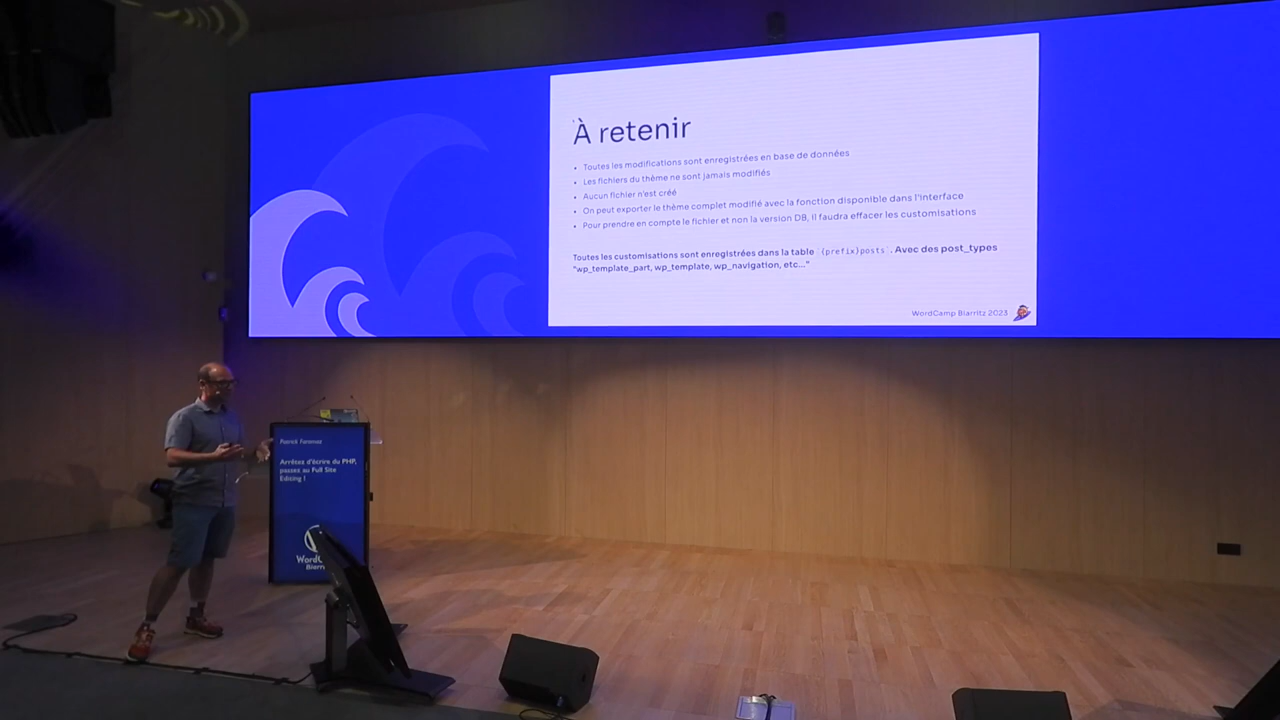 À retenir
• Toutes les modifications sont enregistrées en base de données
• Les fichiers du thème ne sont jamais modifiés
• Aucun fichier n'est créé
• On peut exporter le thème complet modifié avec la fonction disponible dans l'interface
• Pour prendre en compte le fichier et non la version DB, il faudra effacer les customisations
Toutes les customisations sont enregistrées dans la table `{prefix}posts`. Avec des post_types
"wp_template_part, wp_template, wp_navigation, etc..."
WordCamp Biarritz 2023
Patrick Faramaz
Arrêtez d'écrire du PHP,
passez au Full Site
Editing !